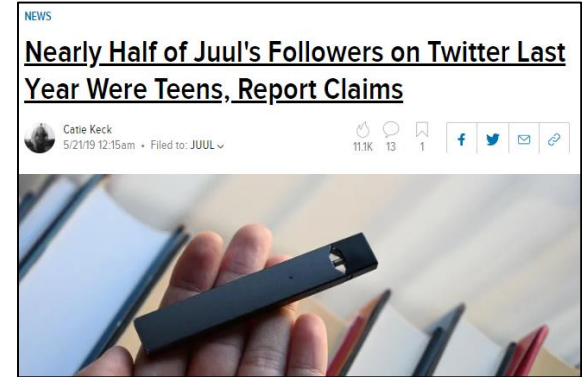 NEWS
Nearly Half of Juul's Followers on Twitter Last
Year Were Teens, Report Claims
Catie Keck
5/21/19 12:15am • Filed to: JUUL
11.1K 13 1